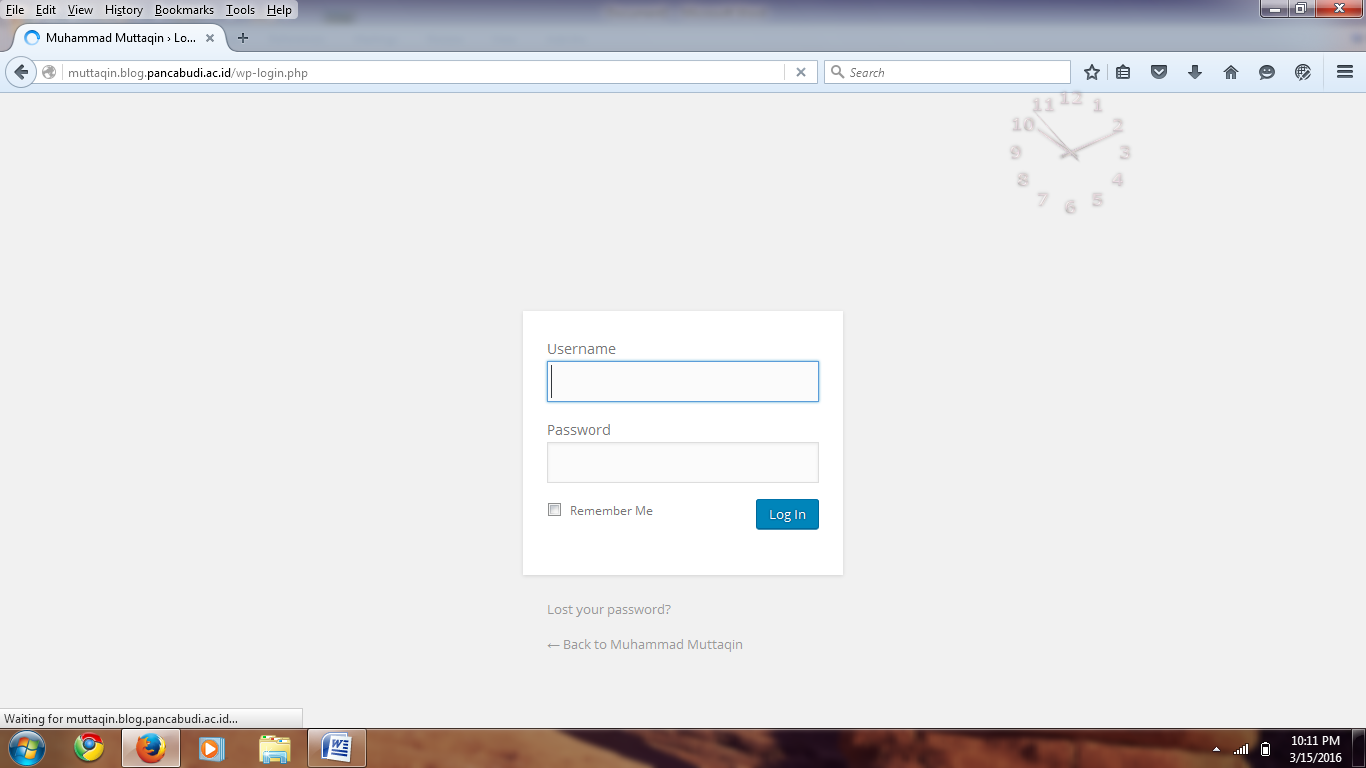 File Edit View History Bookmarks Tools Help
Muhammad Muttaqin › Lo...
muttaqin.blog.pancabudi.ac.id/wp-login.php
Search
12
11 1
10 2
9 3
8 4
7 5
6
Username
Password
Remember Me Log In
Lost your password?
← Back to Muhammad Muttaqin
Waiting for muttaqin.blog.pancabudi.ac.id...
10:11 PM
3/15/2016